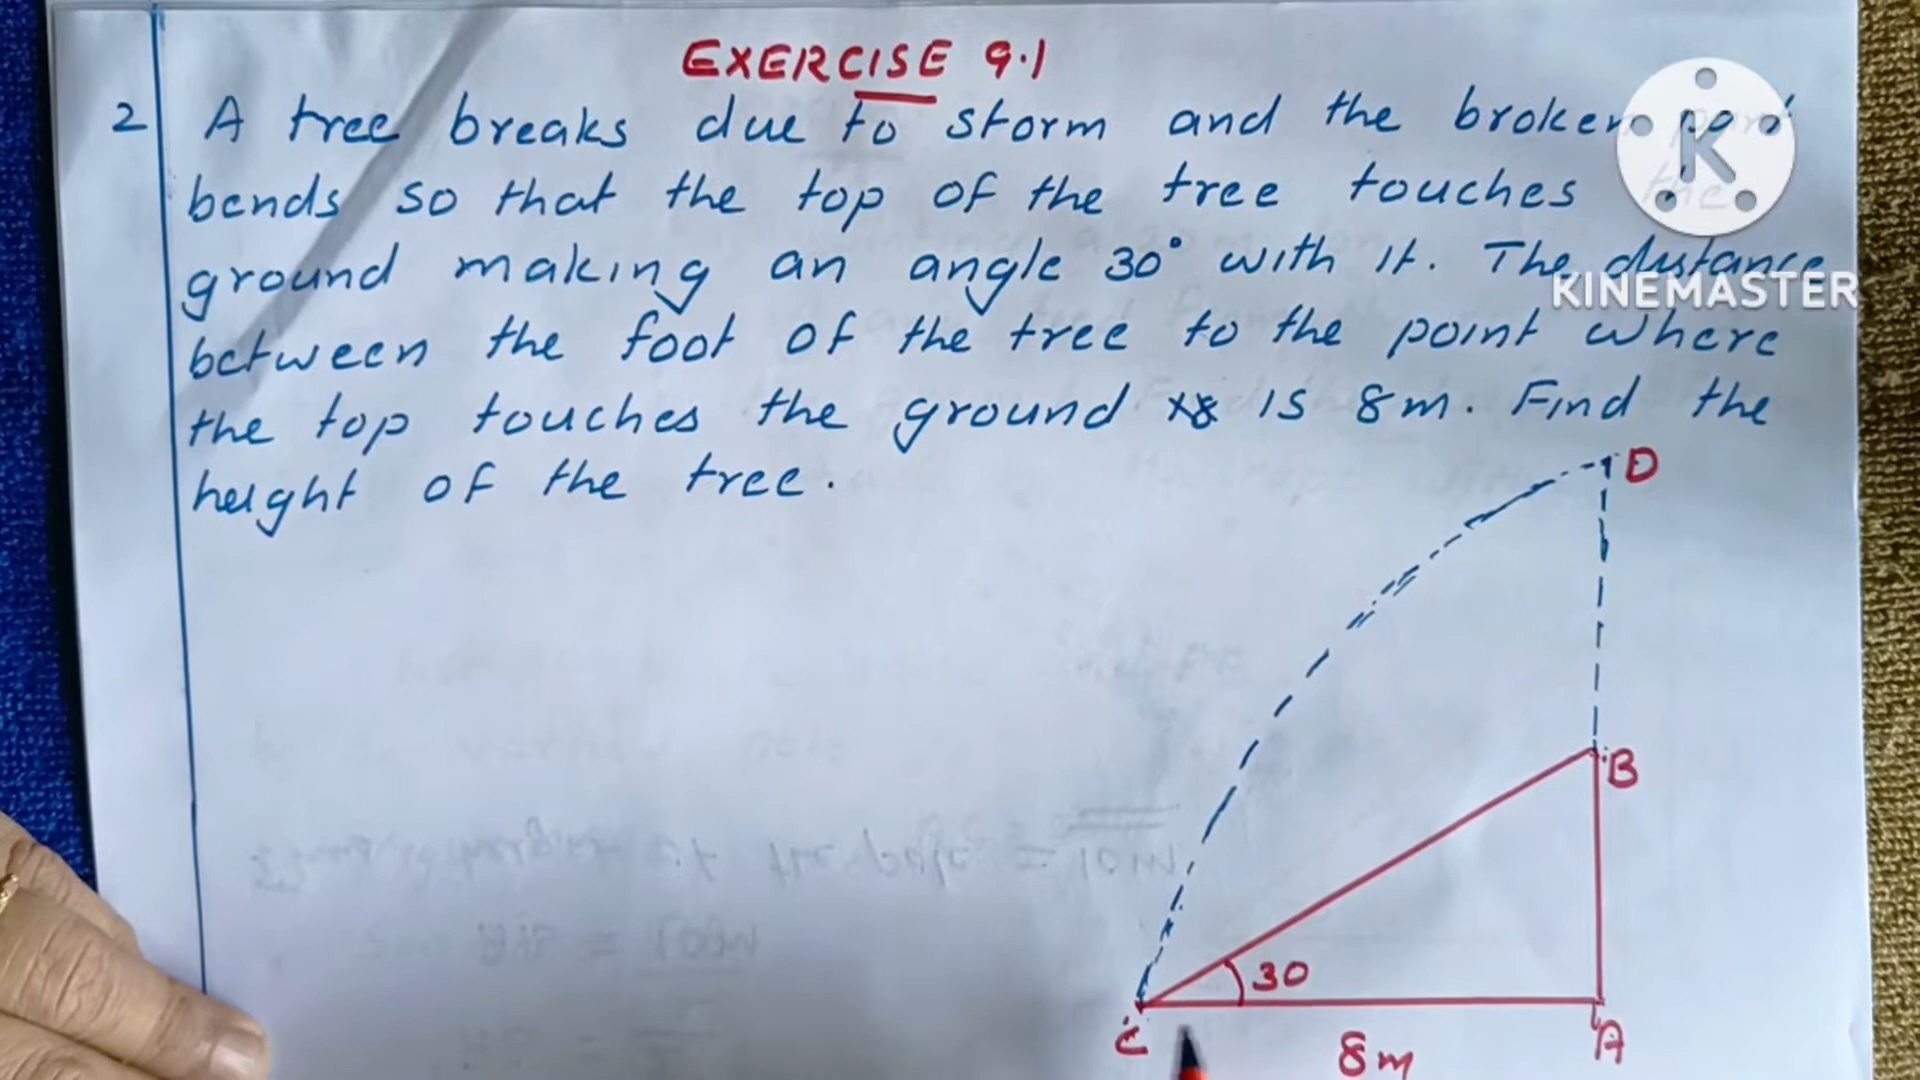 EXERCISE 9.1
2 A tree breaks due to storm and the broken part
bends so that the top of the tree touches the
ground making an angle 30° with it. The distance
KINEMASTER
between the foot of the tree to the point where
the top touches the ground is 8m. Find the
height of the tree.
D
B
30
C
A
8m